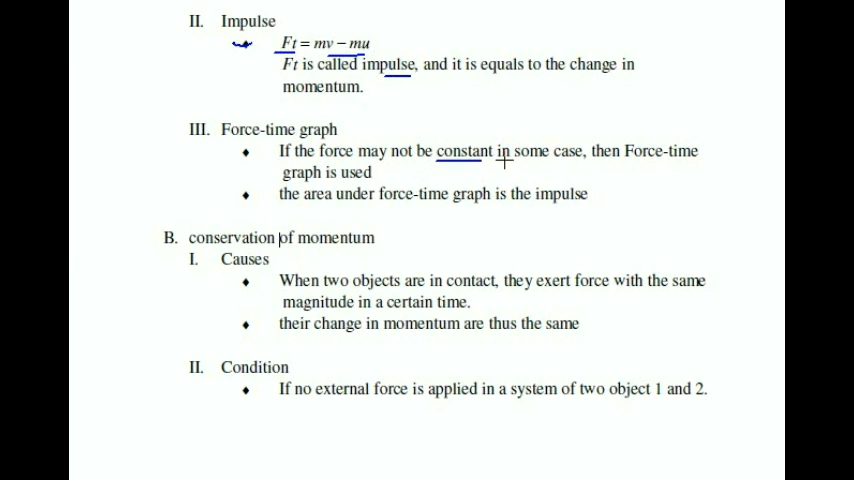 II. Impulse
Ft = mv − mu
Ft is called impulse, and it is equals to the change in
momentum.
III. Force-time graph
♦ If the force may not be constant in some case, then Force-time
graph is used
♦ the area under force-time graph is the impulse
B. conservation of momentum
I. Causes
♦ When two objects are in contact, they exert force with the same
magnitude in a certain time.
♦ their change in momentum are thus the same
II. Condition
♦ If no external force is applied in a system of two object 1 and 2.